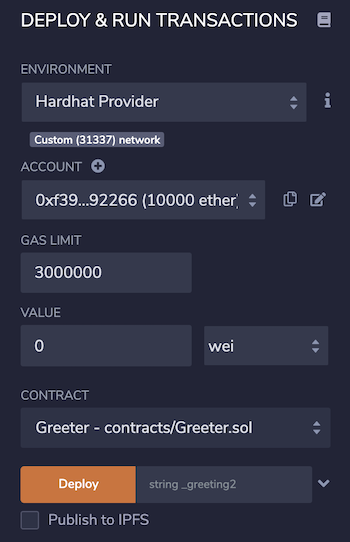 DEPLOY & RUN TRANSACTIONS
ENVIRONMENT
Hardhat Provider
Custom (31337) network
ACCOUNT
0xf39...92266 (10000 ether)
GAS LIMIT
3000000
VALUE
0 wei
CONTRACT
Greeter - contracts/Greeter.sol
Deploy string _greeting2
Publish to IPFS